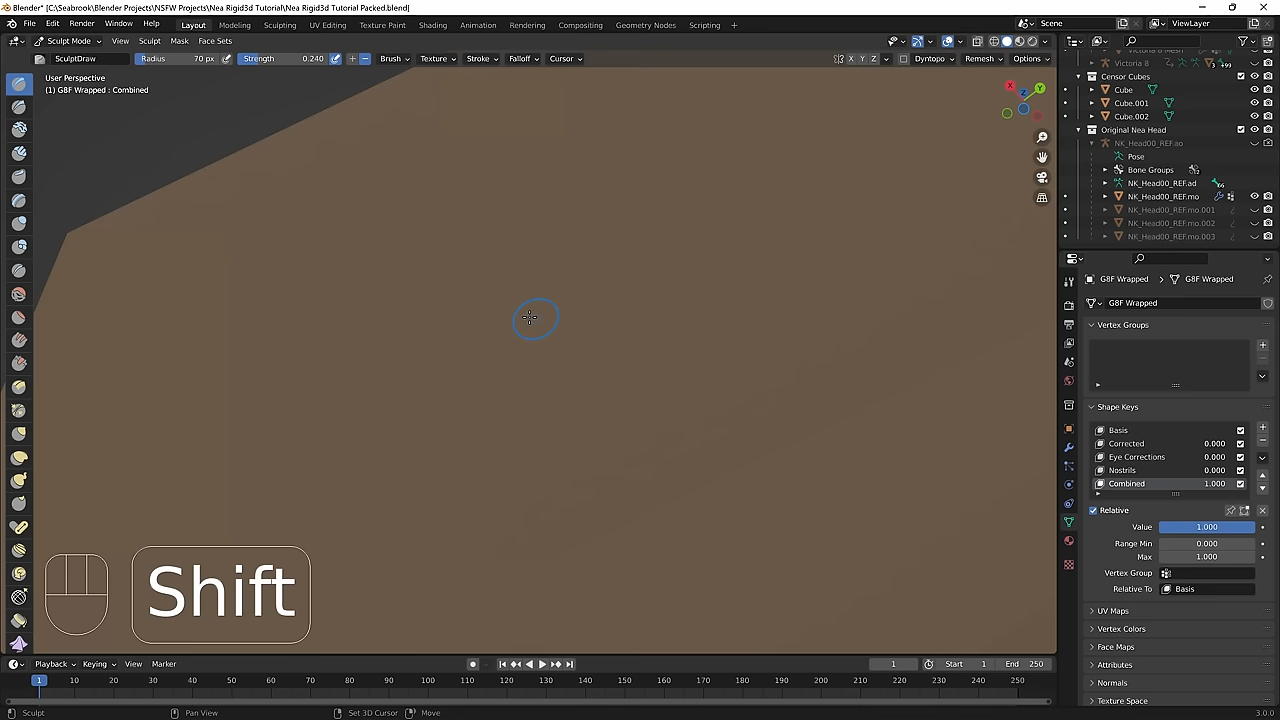 Blender* [C:\Seabrook\Blender Projects\NSFW Projects\Nea Rigid3d Tutorial\Nea Rigid3d Tutorial Packed.blend]
File Edit Render Window Help Layout Modeling Sculpting UV Editing Texture Paint Shading Animation Rendering Compositing Geometry Nodes Scripting + Scene ViewLayer
Sculpt Mode View Sculpt Mask Face Sets
SculptDraw Radius 70 px Strength 0.240 Brush Texture Stroke Falloff Cursor X Y Z Dyntopo Remesh Options
User Perspective
(1) G8F Wrapped : Combined
X Y Z
Victoria 8
Censor Cubes
Cube
Cube.001
Cube.002
Original Nea Head
NK_Head00_REF.ao
Pose
Bone Groups
NK_Head00_REF.ad
NK_Head00_REF.mo
NK_Head00_REF.mo.001
NK_Head00_REF.mo.002
NK_Head00_REF.mo.003
G8F Wrapped > G8F Wrapped
G8F Wrapped
Vertex Groups
Shape Keys
Basis
Corrected 0.000
Eye Corrections 0.000
Nostrils 0.000
Combined 1.000
Relative
Value 1.000
Range Min 0.000
Max 1.000
Vertex Group
Relative To Basis
UV Maps
Vertex Colors
Face Maps
Attributes
Normals
Texture Space
Shift
Playback Keying View Marker 1 Start 1 End 250
1 10 20 30 40 50 60 70 80 90 100 110 120 130 140 150 160 170 180 190 200 210 220 230 240 250
Sculpt Pan View Set 3D Cursor Move 3.0.0